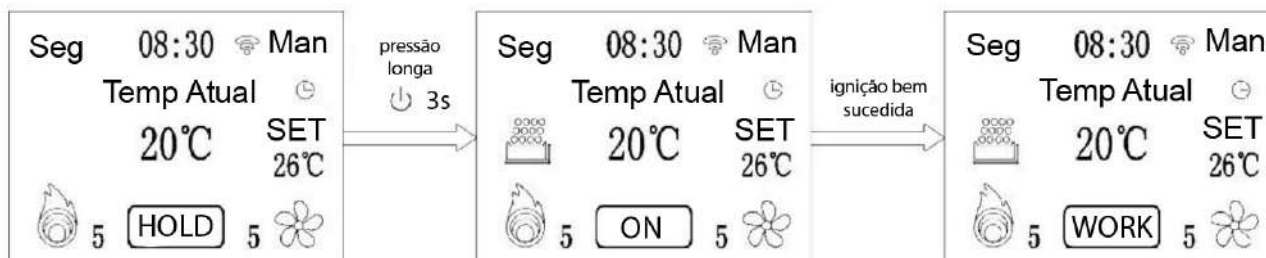 Seg 08:30 Man
Temp Atual
20℃
SET
26℃
5 HOLD 5
pressão
longa
3s
Seg 08:30 Man
Temp Atual
20℃
SET
26℃
5 ON 5
ignição bem
sucedida
Seg 08:30 Man
Temp Atual
20℃
SET
26℃
5 WORK 5